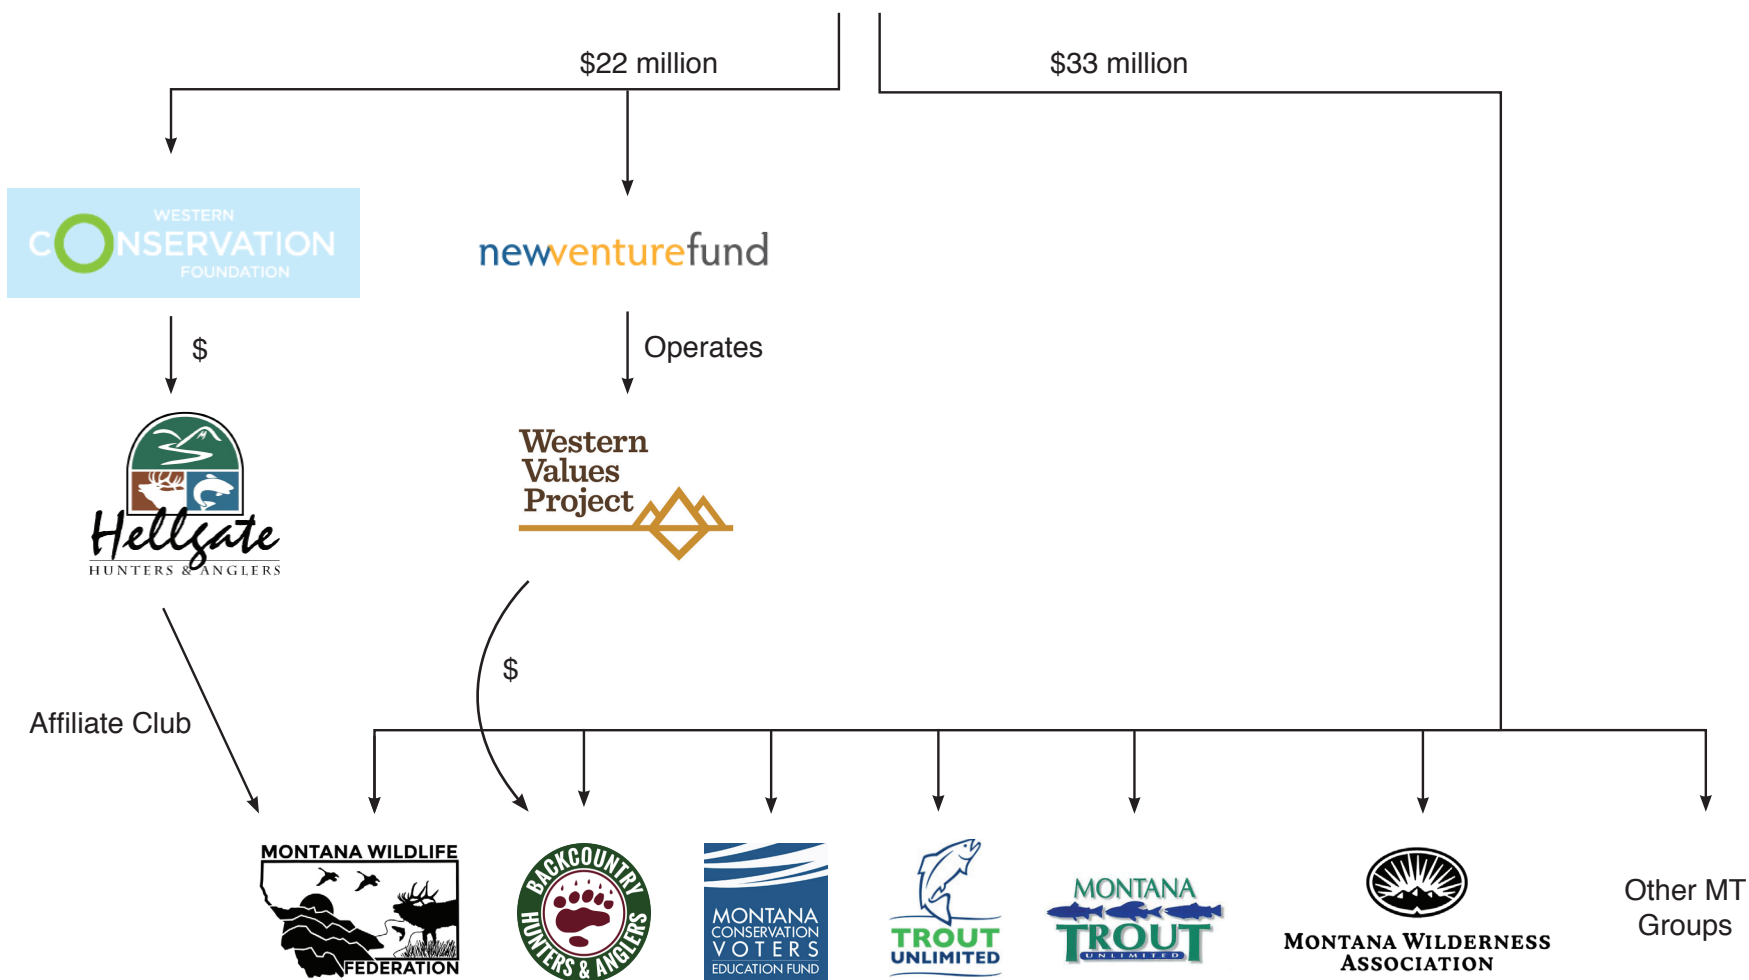 $22 million
$33 million
WESTERN
CONSERVATION
FOUNDATION
newventurefund
$
Operates
Western
Values
Project
Hellgate
HUNTERS & ANGLERS
$
Affiliate Club
MONTANA WILDLIFE
FEDERATION
BACKCOUNTRY
HUNTERS & ANGLERS
MONTANA
CONSERVATION
VOTERS
EDUCATION FUND
TROUT
UNLIMITED
MONTANA
TROUT
UNLIMITED
MONTANA WILDERNESS
ASSOCIATION
Other MT
Groups